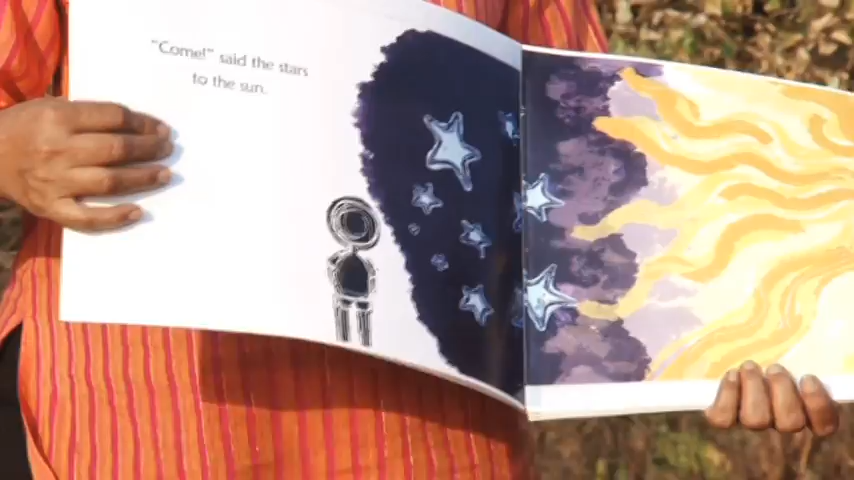 "Come!" said the stars
to the sun.